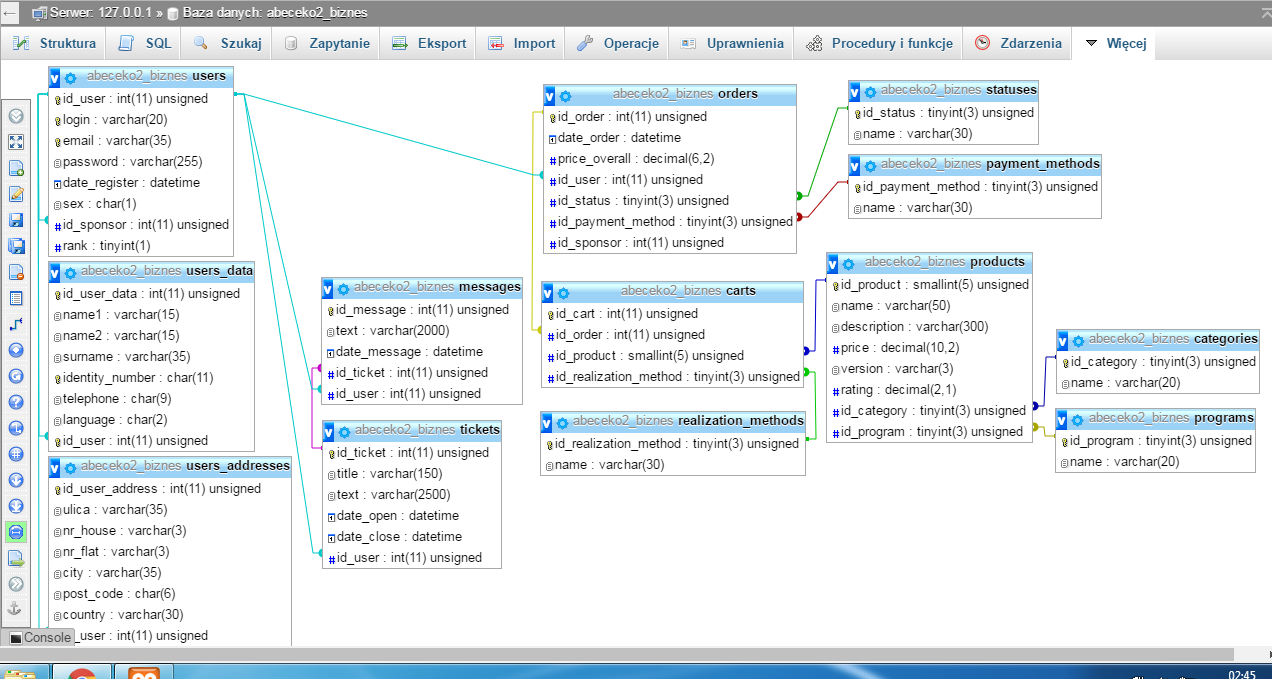 Serwer: 127.0.0.1 » Baza danych: abeceko2_biznes
Struktura SQL Szukaj Zapytanie Eksport Import Operacje Uprawnienia Procedury i funkcje Zdarzenia Więcej
abeceko2_biznes users
id_user : int(11) unsigned
login : varchar(20)
email : varchar(35)
password : varchar(255)
date_register : datetime
sex : char(1)
id_sponsor : int(11) unsigned
rank : tinyint(1)
abeceko2_biznes users_data
id_user_data : int(11) unsigned
name1 : varchar(15)
name2 : varchar(15)
surname : varchar(35)
identity_number : char(11)
telephone : char(9)
language : char(2)
id_user : int(11) unsigned
abeceko2_biznes users_addresses
id_user_address : int(11) unsigned
ulica : varchar(35)
nr_house : varchar(3)
nr_flat : varchar(3)
city : varchar(35)
post_code : char(6)
country : varchar(30)
_user : int(11) unsigned
Console
abeceko2_biznes messages
id_message : int(11) unsigned
text : varchar(2000)
date_message : datetime
id_ticket : int(11) unsigned
id_user : int(11) unsigned
abeceko2_biznes tickets
id_ticket : int(11) unsigned
title : varchar(150)
text : varchar(2500)
date_open : datetime
date_close : datetime
id_user : int(11) unsigned
abeceko2_biznes orders
id_order : int(11) unsigned
date_order : datetime
price_overall : decimal(6,2)
id_user : int(11) unsigned
id_status : tinyint(3) unsigned
id_payment_method : tinyint(3) unsigned
id_sponsor : int(11) unsigned
abeceko2_biznes carts
id_cart : int(11) unsigned
id_order : int(11) unsigned
id_product : smallint(5) unsigned
id_realization_method : tinyint(3) unsigned
abeceko2_biznes realization_methods
id_realization_method : tinyint(3) unsigned
name : varchar(30)
abeceko2_biznes statuses
id_status : tinyint(3) unsigned
name : varchar(30)
abeceko2_biznes payment_methods
id_payment_method : tinyint(3) unsigned
name : varchar(30)
abeceko2_biznes products
id_product : smallint(5) unsigned
name : varchar(50)
description : varchar(300)
price : decimal(10,2)
version : varchar(3)
rating : decimal(2,1)
id_category : tinyint(3) unsigned
id_program : tinyint(3) unsigned
abeceko2_biznes categories
id_category : tinyint(3) unsigned
name : varchar(20)
abeceko2_biznes programs
id_program : tinyint(3) unsigned
name : varchar(20)
02:45